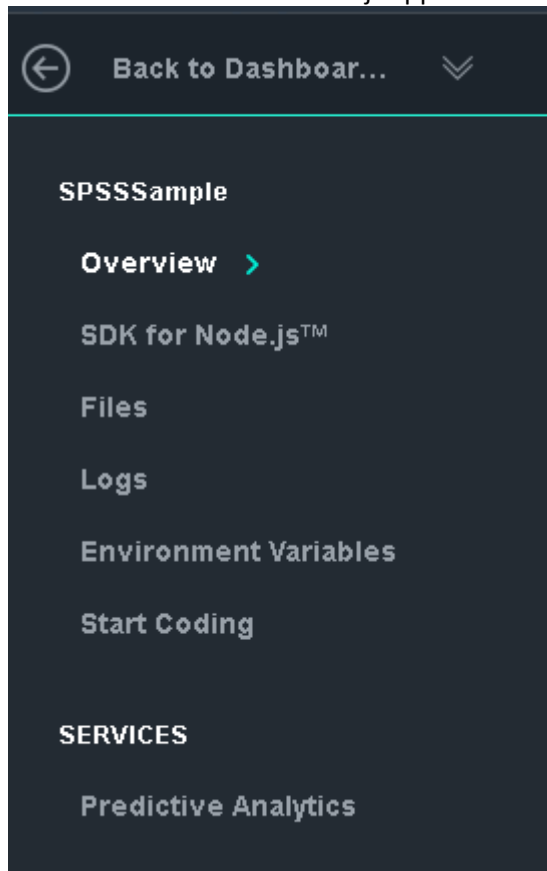 Back to Dashboar...
SPSSSample
Overview
SDK for Node.js™
Files
Logs
Environment Variables
Start Coding
SERVICES
Predictive Analytics